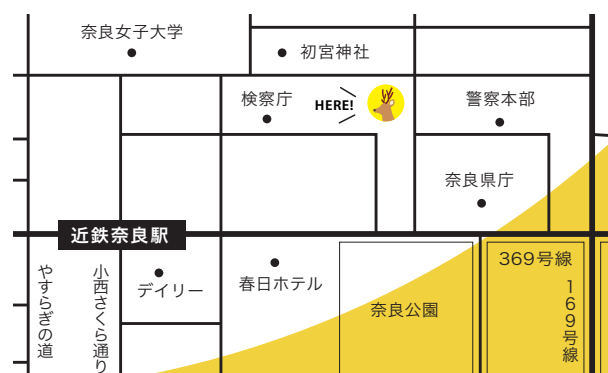 奈良女子大学
初宮神社
検察庁
HERE!
警察本部
奈良県庁
近鉄奈良駅
369号線
169号線
デイリー
春日ホテル
奈良公園
やすらぎの道
小西さくら通り